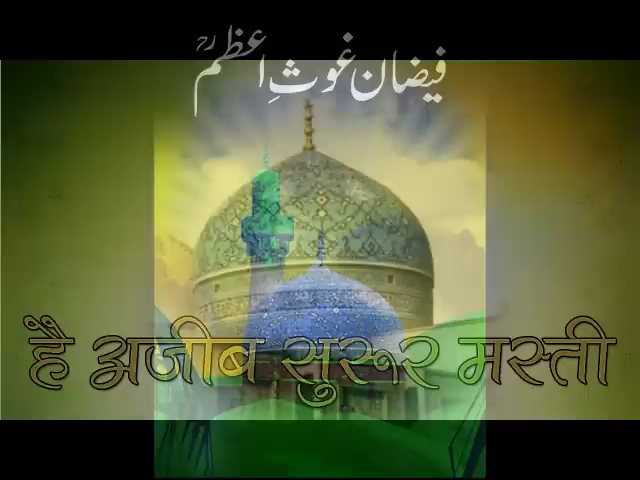 فیضان غوثِ اعظمؒ
है अजीब सुरूर मस्ती